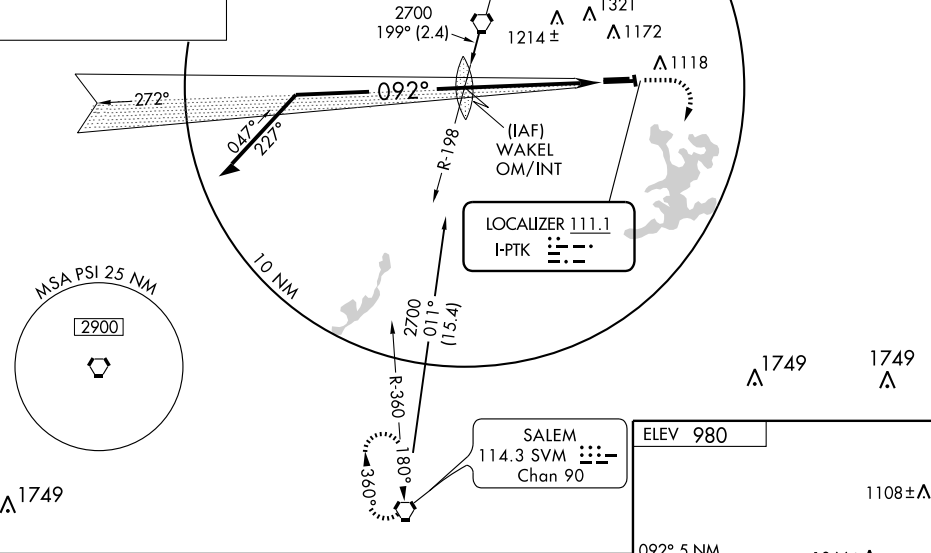 2700
199° (2.4)
1321
1214 ±
1172
1118
272°
092°
047°
227°
(IAF)
WAKEL
OM/INT
R-198
LOCALIZER 111.1
I-PTK
10 NM
MSA PSI 25 NM
2900
2700
011°
(15.4)
R-360
180°
360°
1749
1749
SALEM
114.3 SVM
Chan 90
ELEV 980
1749
1108 ±
092° 5 NM